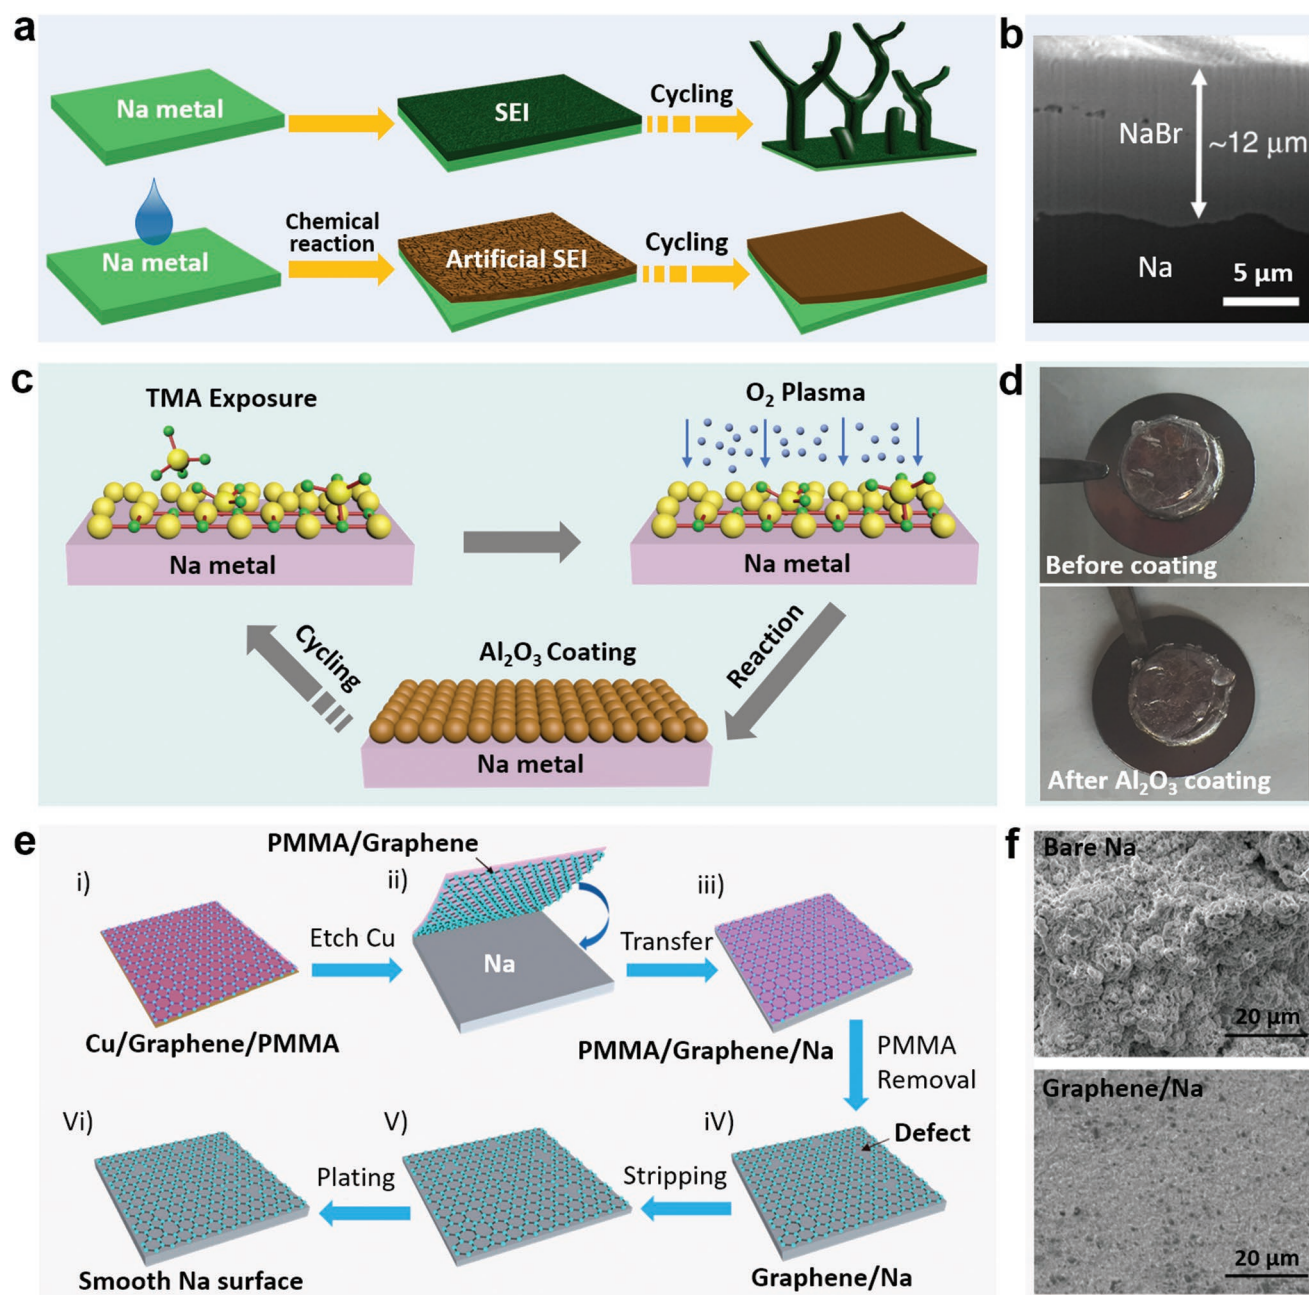 a
Na metal
SEI
Cycling
Na metal
Chemical
reaction
Artificial SEI
Cycling
b
NaBr
~12 μm
Na
5 μm
c
TMA Exposure
O₂ Plasma
Na metal
Na metal
Cycling
Al₂O₃ Coating
Reaction
Na metal
d
Before coating
After Al₂O₃ coating
e
PMMA/Graphene
i)
ii)
iii)
Etch Cu
Na
Transfer
Cu/Graphene/PMMA
PMMA/Graphene/Na
PMMA
Removal
Vi)
V)
iV)
Defect
Plating
Stripping
Smooth Na surface
Graphene/Na
f
Bare Na
20 μm
Graphene/Na
20 μm